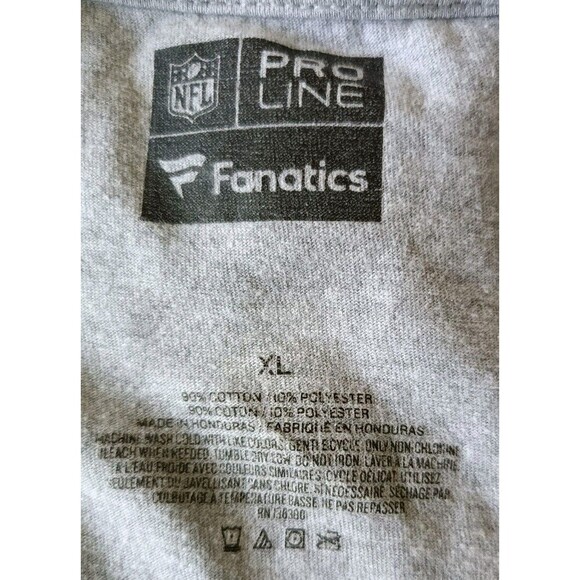 NFL
PRO
LINE
Fanatics
XL
90% COTTON / 10% POLYESTER
90% COTON / 10% POLYESTER
MADE IN HONDURAS / FABRIQUÉ EN HONDURAS
MACHINE WASH COLD WITH LIKE COLORS. GENTLE CYCLE. ONLY NON-CHLORINE
BLEACH WHEN NEEDED. TUMBLE DRY LOW. DO NOT IRON. LAVER À LA MACHINE
À L'EAU FROIDE AVEC COULEURS SIMILAIRES. CYCLE DÉLICAT. UTILISEZ
SEULEMENT DU JAVELLISANT SANS CHLORE, SI NÉCESSAIRE. SÉCHAGE PAR
CULBUTAGE À TEMPÉRATURE BASSE. NE PAS REPASSER.